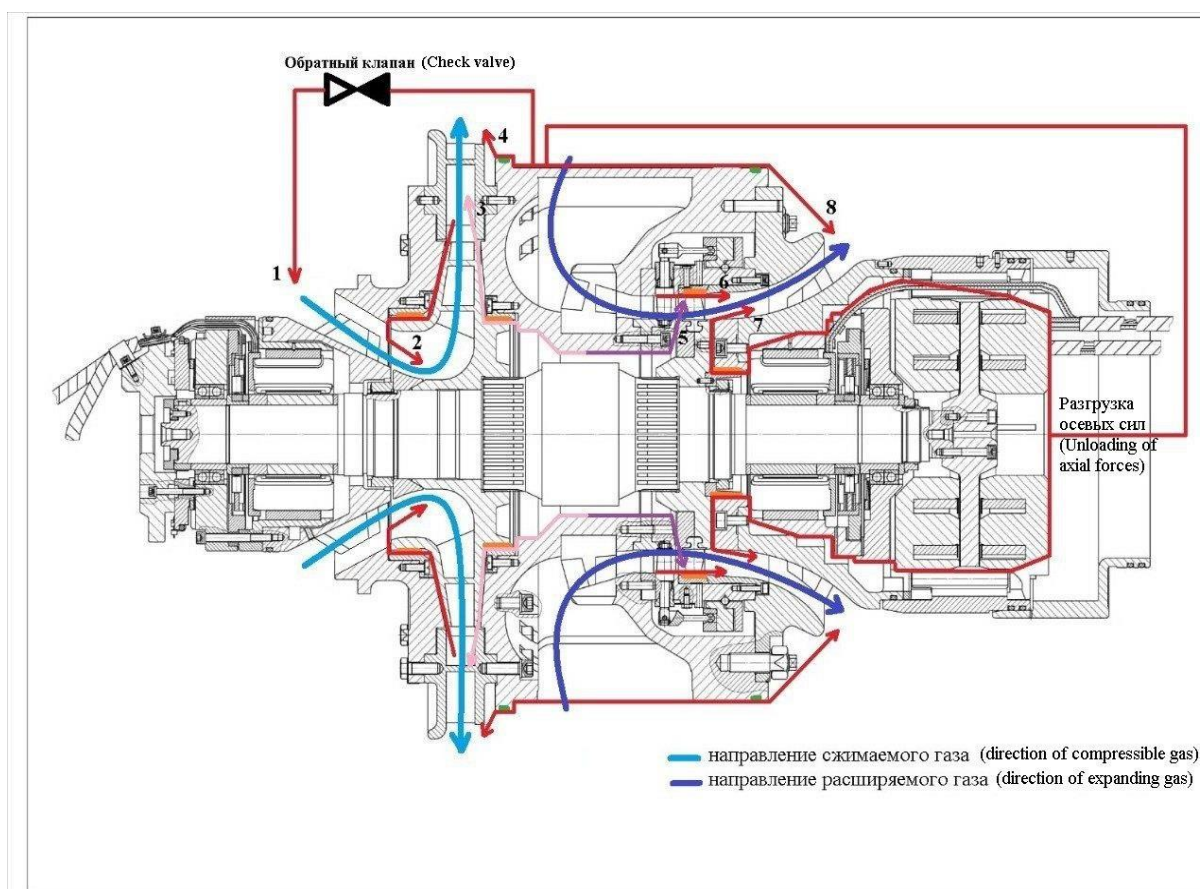 Обратный клапан (Check valve)
4
3
8
1
6
2
5
7
Разгрузка
осевых сил
(Unloading of
axial forces)
направление сжимаемого газа (direction of compressible gas)
направление расширяемого газа (direction of expanding gas)